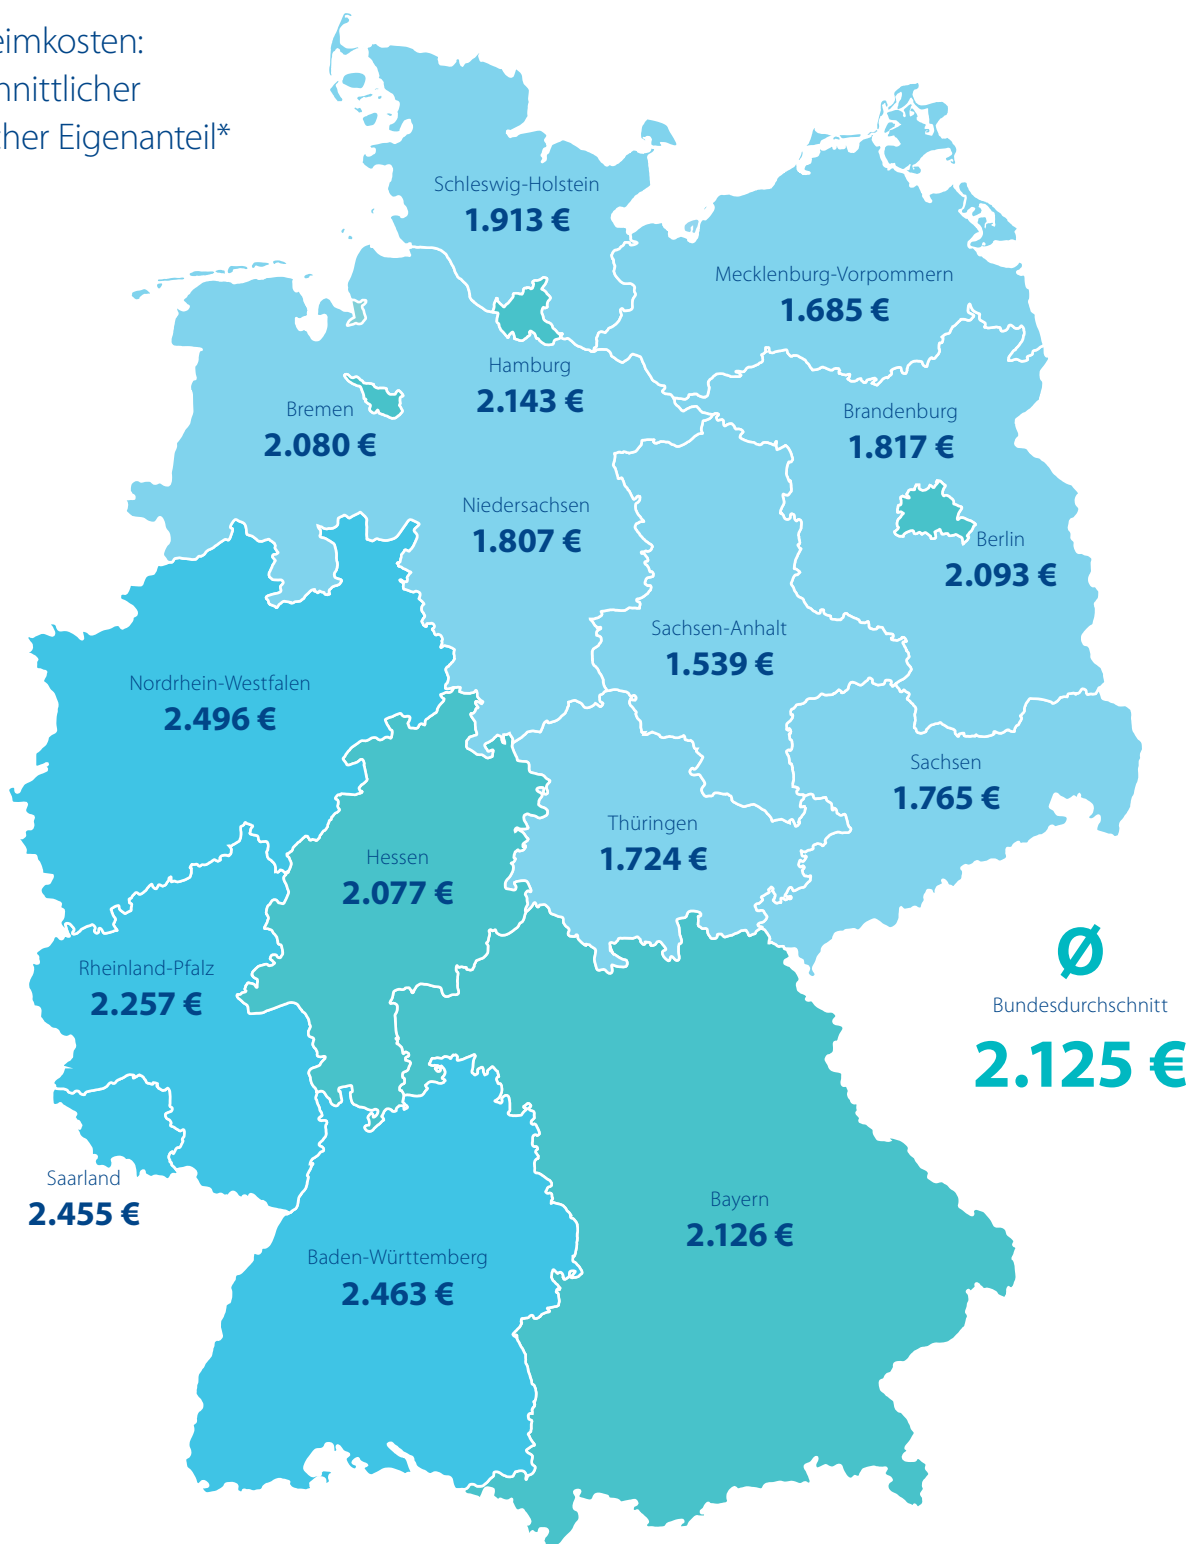 eimkosten:
nnittlicher
cher Eigenanteil*
Schleswig-Holstein
1.913 €
Mecklenburg-Vorpommern
1.685 €
Hamburg
2.143 €
Bremen
2.080 €
Brandenburg
1.817 €
Niedersachsen
1.807 €
Berlin
2.093 €
Sachsen-Anhalt
1.539 €
Nordrhein-Westfalen
2.496 €
Sachsen
1.765 €
Thüringen
1.724 €
Hessen
2.077 €
Rheinland-Pfalz
2.257 €
Ø
Bundesdurchschnitt
2.125 €
Saarland
2.455 €
Bayern
2.126 €
Baden-Württemberg
2.463 €